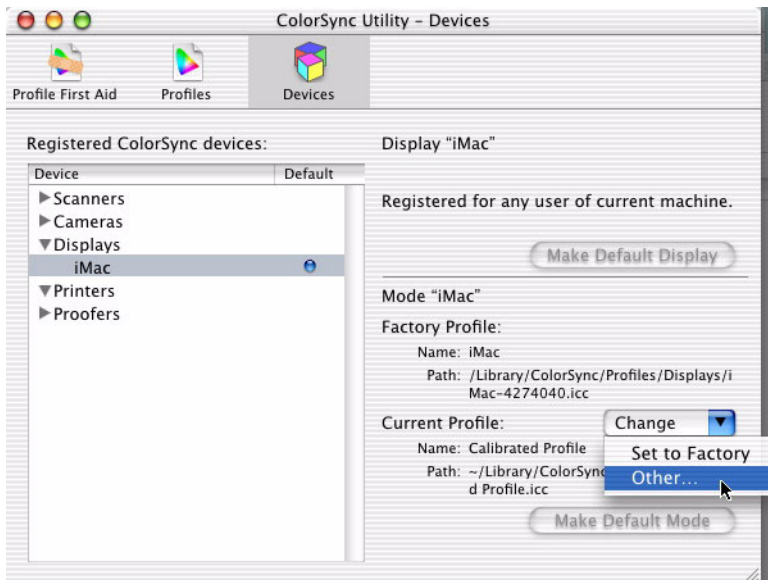 ColorSync Utility – Devices
Profile First Aid
Profiles
Devices
Registered ColorSync devices:
Device
Default
Scanners
Cameras
Displays
iMac
Printers
Proofers
Display “iMac”
Registered for any user of current machine.
Make Default Display
Mode “iMac”
Factory Profile:
Name: iMac
Path: /Library/ColorSync/Profiles/Displays/i
Mac-4274040.icc
Current Profile:
Change
Name: Calibrated Profile
Set to Factory
Path: ~/Library/ColorSync
d Profile.icc
Other...
Make Default Mode